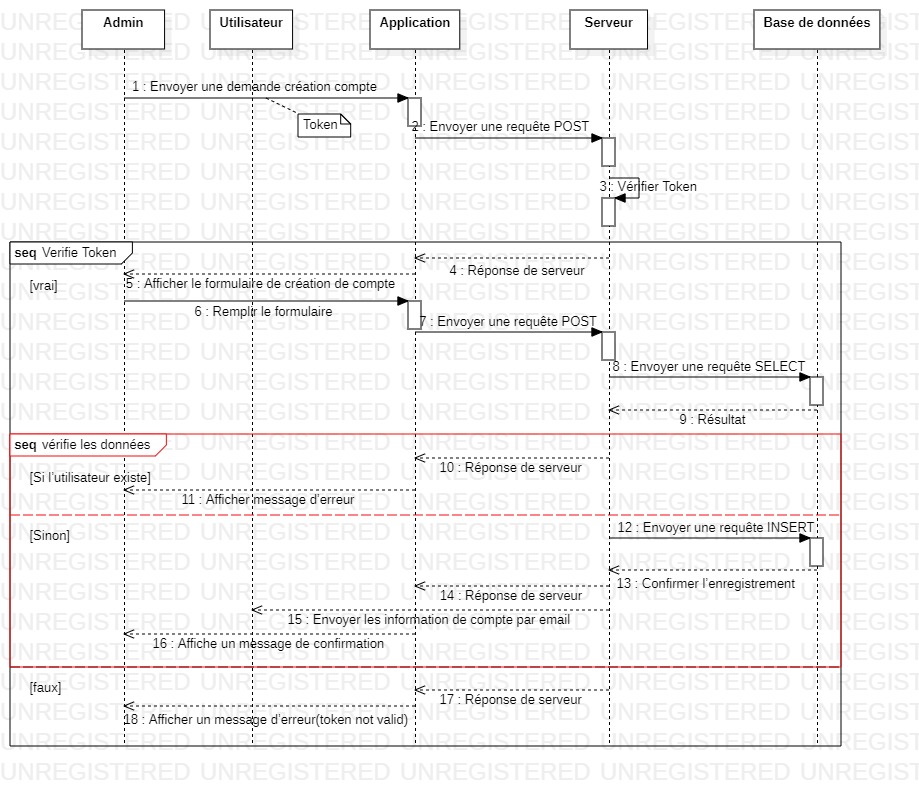 Admin Utilisateur Application Serveur Base de données
1 : Envoyer une demande création compte
Token
2 : Envoyer une requête POST
3 : Vérifier Token
seq Verifie Token
4 : Réponse de serveur
[vrai]
5 : Afficher le formulaire de création de compte
6 : Remplir le formulaire
7 : Envoyer une requête POST
8 : Envoyer une requête SELECT
9 : Résultat
seq vérifie les données
10 : Réponse de serveur
[Si l'utilisateur existe]
11 : Afficher message d'erreur
12 : Envoyer une requête INSERT
[Sinon]
13 : Confirmer l'enregistrement
14 : Réponse de serveur
15 : Envoyer les information de compte par email
16 : Affiche un message de confirmation
[faux]
17 : Réponse de serveur
18 : Afficher un message d'erreur(token not valid)
UNREGISTERED UNREGISTERED UNREGISTERED UNREGISTERED UNREGISTERED